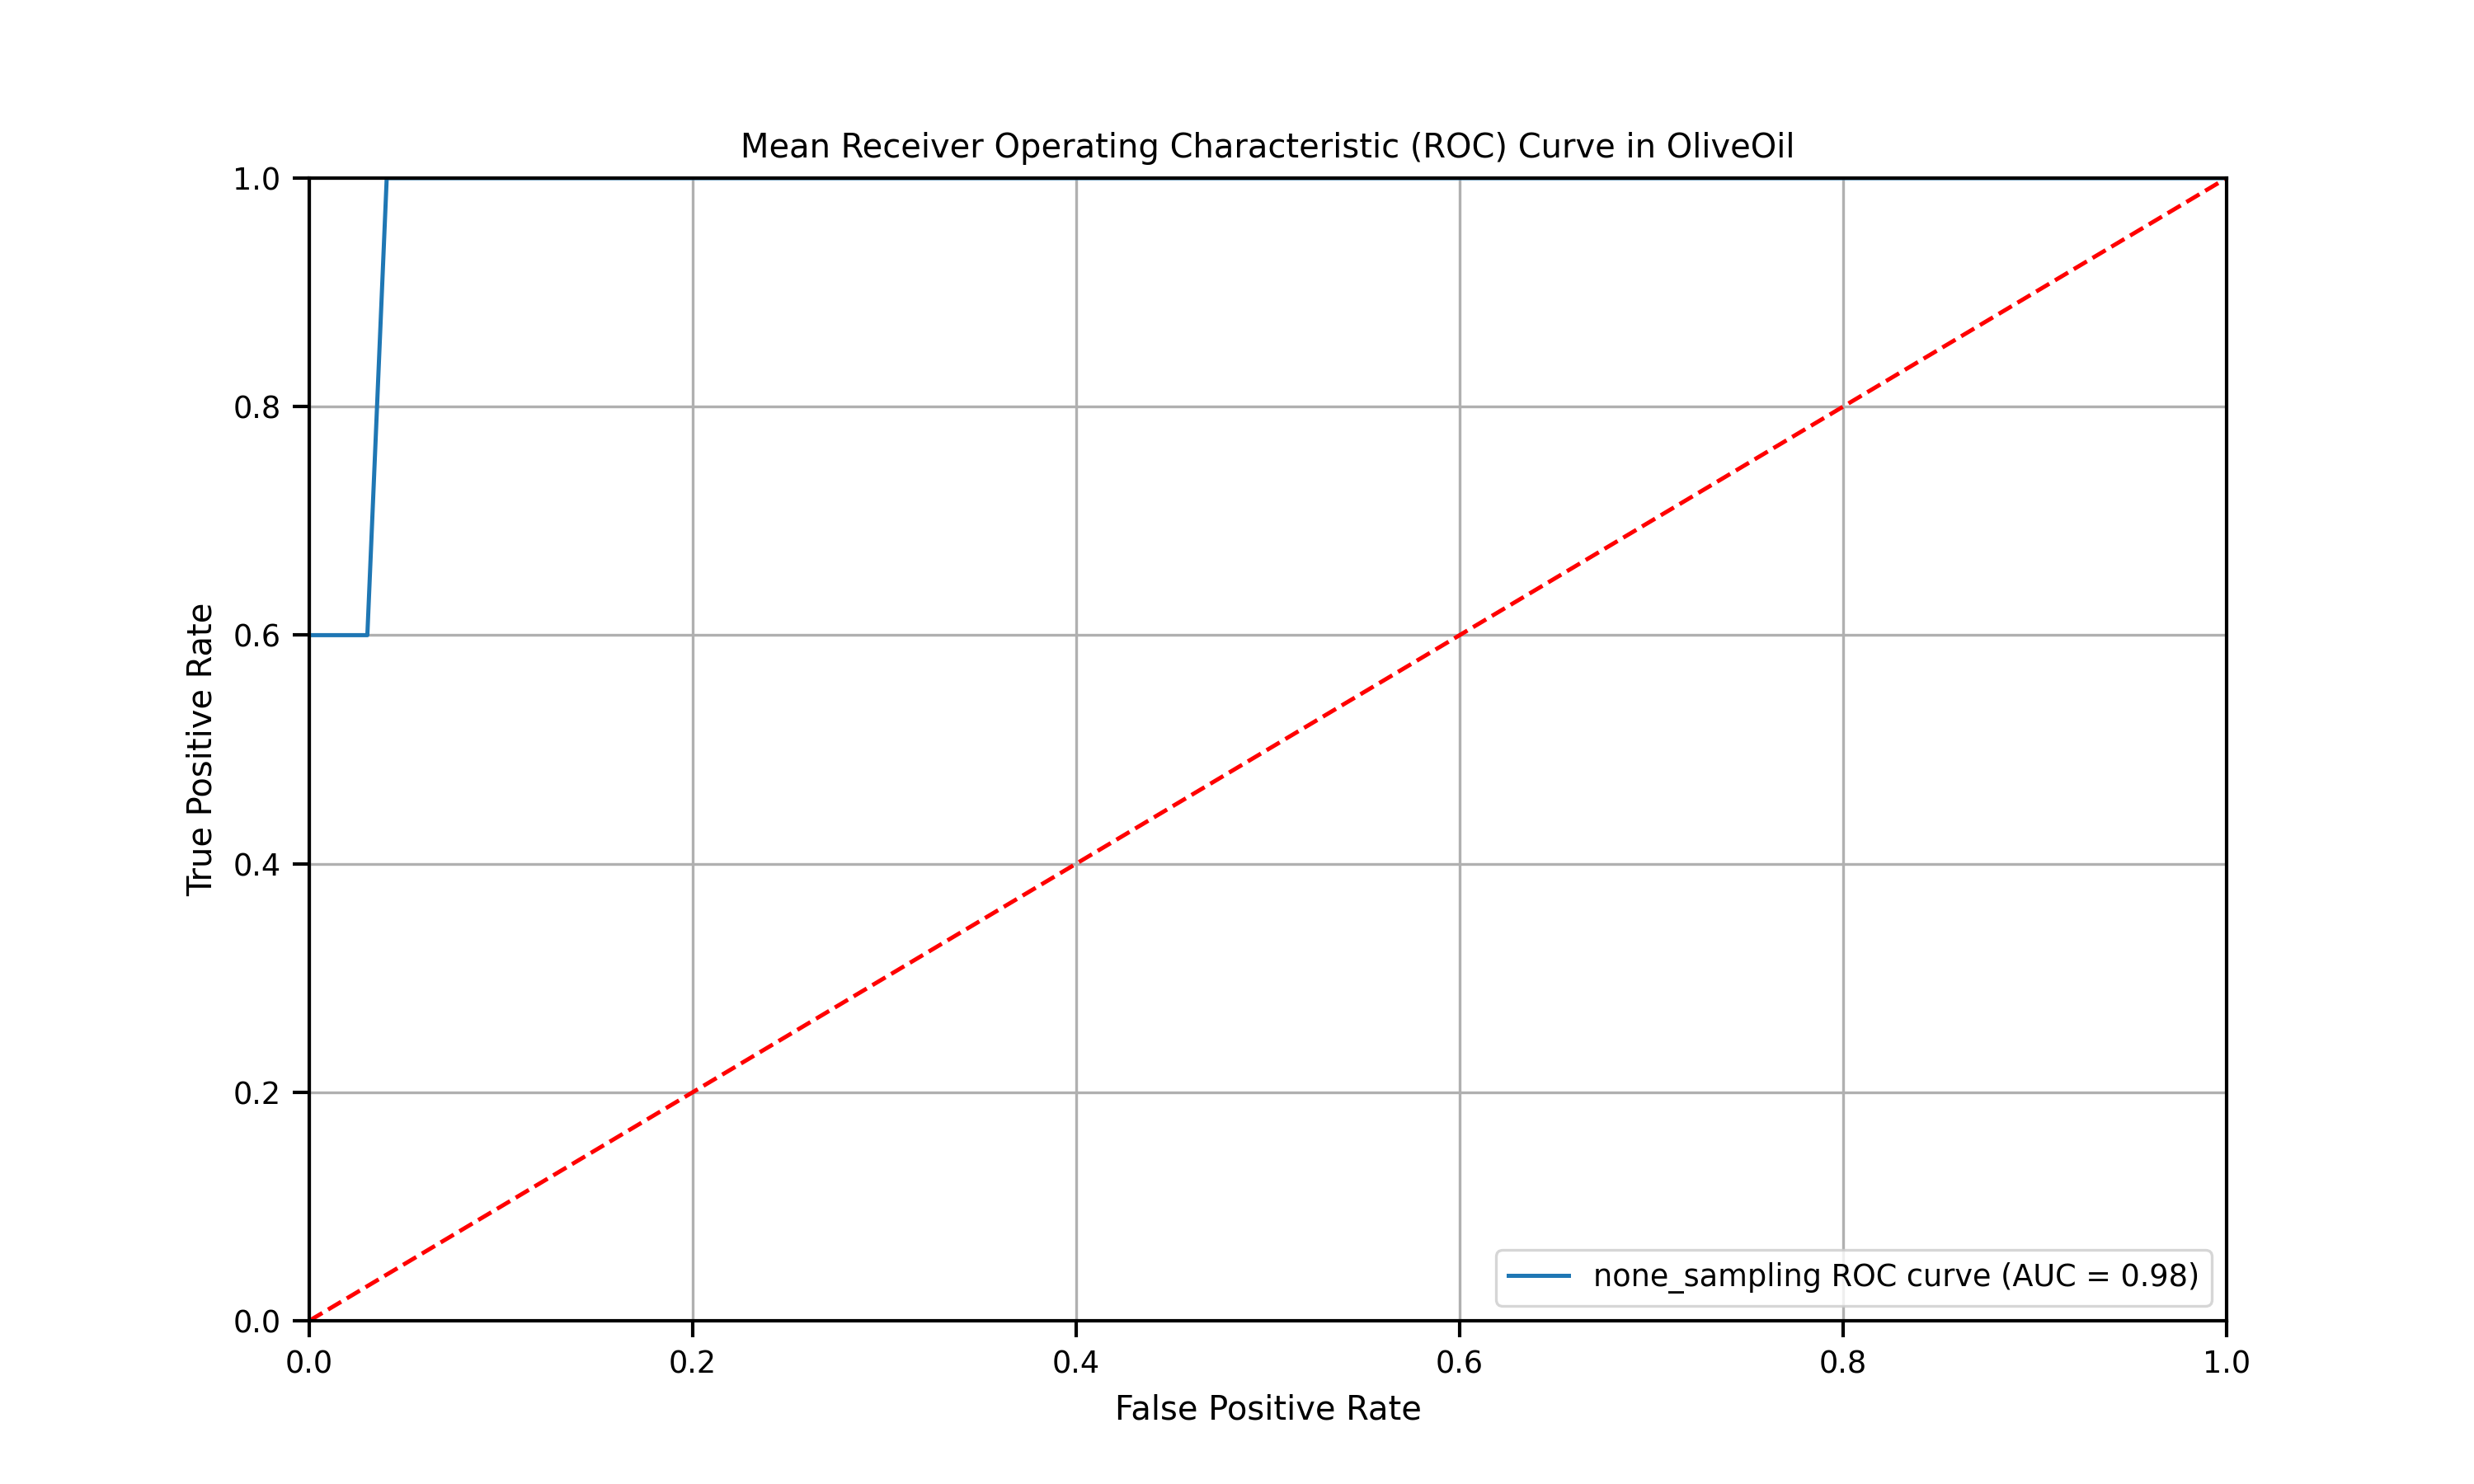 Mean Receiver Operating Characteristic (ROC) Curve in OliveOil
1.0
0.8
0.6
0.4
0.2
0.0
True Positive Rate
none_sampling ROC curve (AUC = 0.98)
0.0 0.2 0.4 0.6 0.8 1.0
False Positive Rate